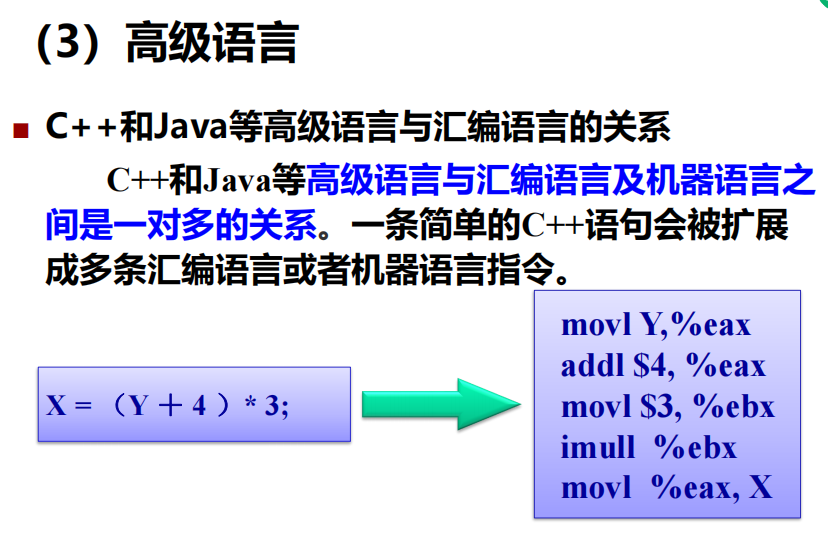 （3）高级语言
■ C++和Java等高级语言与汇编语言的关系
C++和Java等高级语言与汇编语言及机器语言之
间是一对多的关系。一条简单的C++语句会被扩展
成多条汇编语言或者机器语言指令。
X = （Y ＋ 4 ）* 3;
movl Y,%eax
addl $4, %eax
movl $3, %ebx
imull %ebx
movl %eax, X